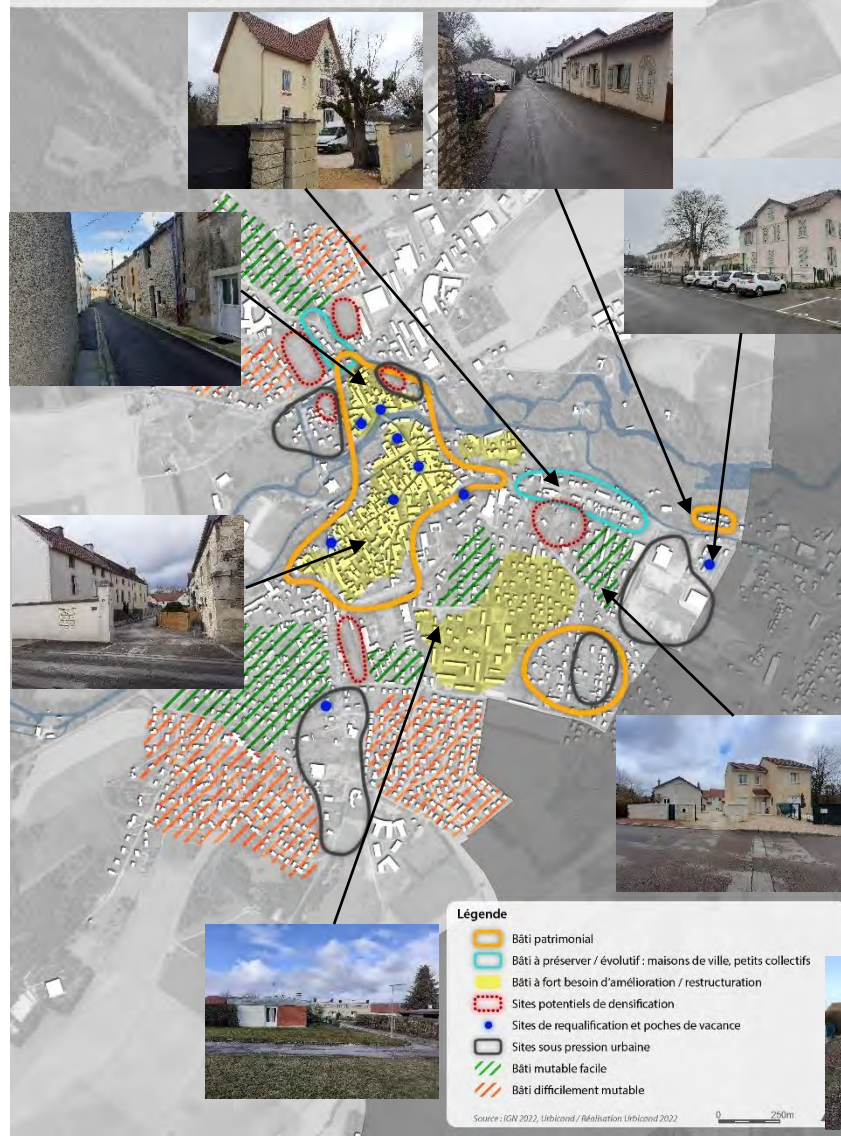 Légende
Bâti patrimonial
Bâti à préserver / évolutif : maisons de ville, petits collectifs
Bâti à fort besoin d'amélioration / restructuration
Sites potentiels de densification
Sites de requalification et poches de vacance
Sites sous pression urbaine
Bâti mutable facile
Bâti difficilement mutable
Source : IGN 2022, Urbicand / Réalisation Urbicand 2022
0 250m